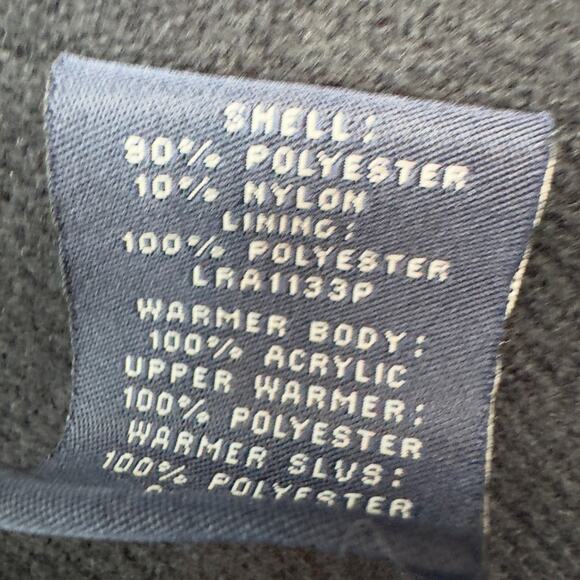 SHELL:
90% POLYESTER
10% NYLON
LINING:
100% POLYESTER
LRA1133P
WARMER BODY:
100% ACRYLIC
UPPER WARMER:
100% POLYESTER
WARMER SLVS:
100% POLYESTER